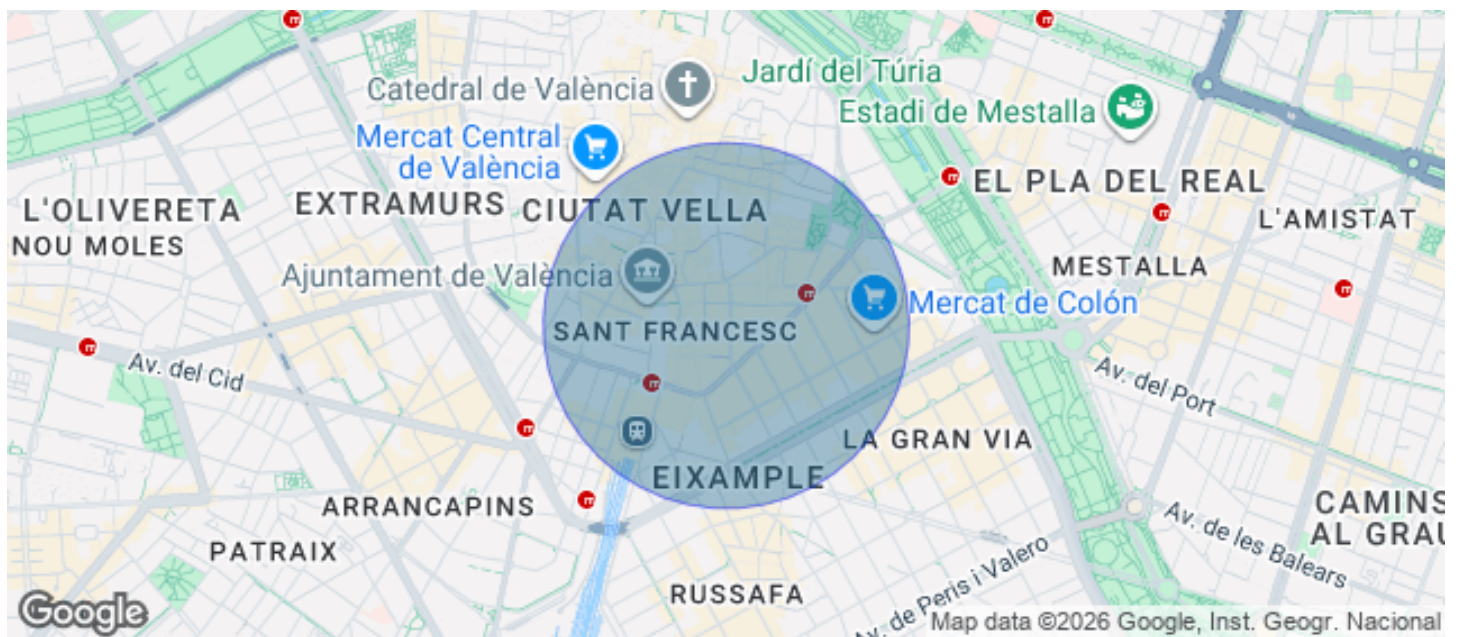 Jardí del Túria
Catedral de València
Estadi de Mestalla
Mercat Central
de València
EL PLA DEL REAL
L'OLIVERETA
EXTRAMURS
CIUTAT VELLA
L'AMISTAT
NOU MOLES
MESTALLA
Ajuntament de València
Mercat de Colón
SANT FRANCESC
Av. del Cid
Av. del Port
LA GRAN VIA
EIXAMPLE
ARRANCAPINS
CAMINS
AL GRAU
Av. de les Balears
PATRAIX
Av. de Peris i Valero
RUSSAFA
Google
Map data ©2026 Google, Inst. Geogr. Nacional